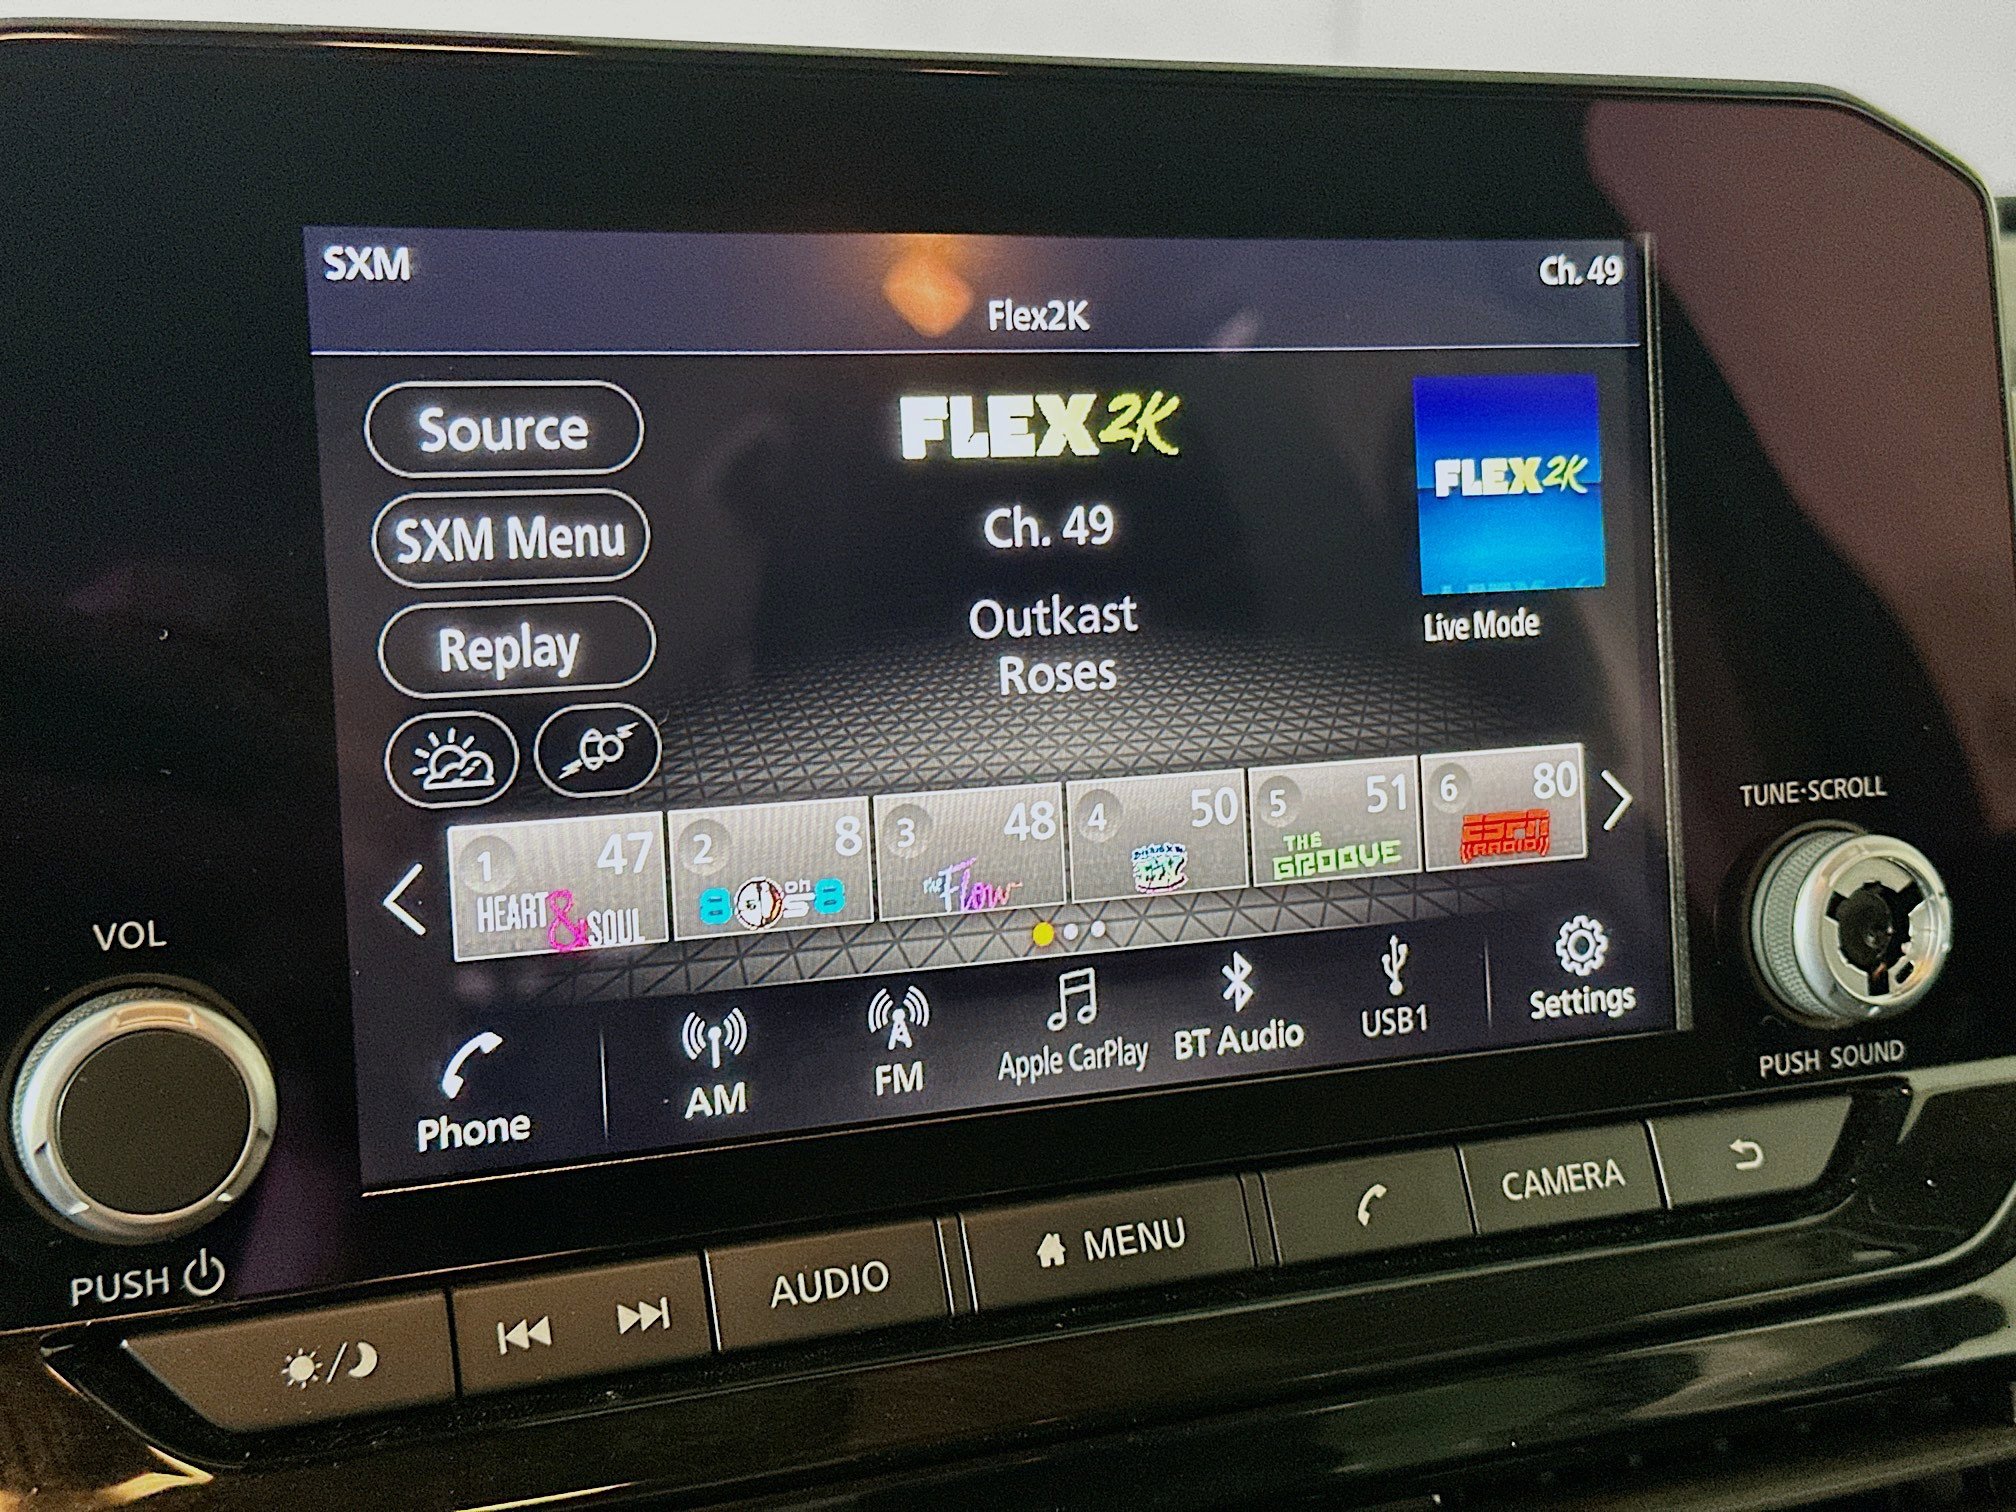 SXM
Ch. 49
Flex2K
Source
FLEX2K
FLEX2K
SXM Menu
Ch. 49
Replay
Outkast
Roses
Live Mode
1 47
HEART & SOUL
2 8
8 on 8
3 48
the Flow
4 50
5 51
THE GROOVE
6 80
ESPN RADIO
Phone
AM
FM
Apple CarPlay
BT Audio
USB1
Settings
VOL
PUSH
TUNE·SCROLL
PUSH SOUND
AUDIO
MENU
CAMERA